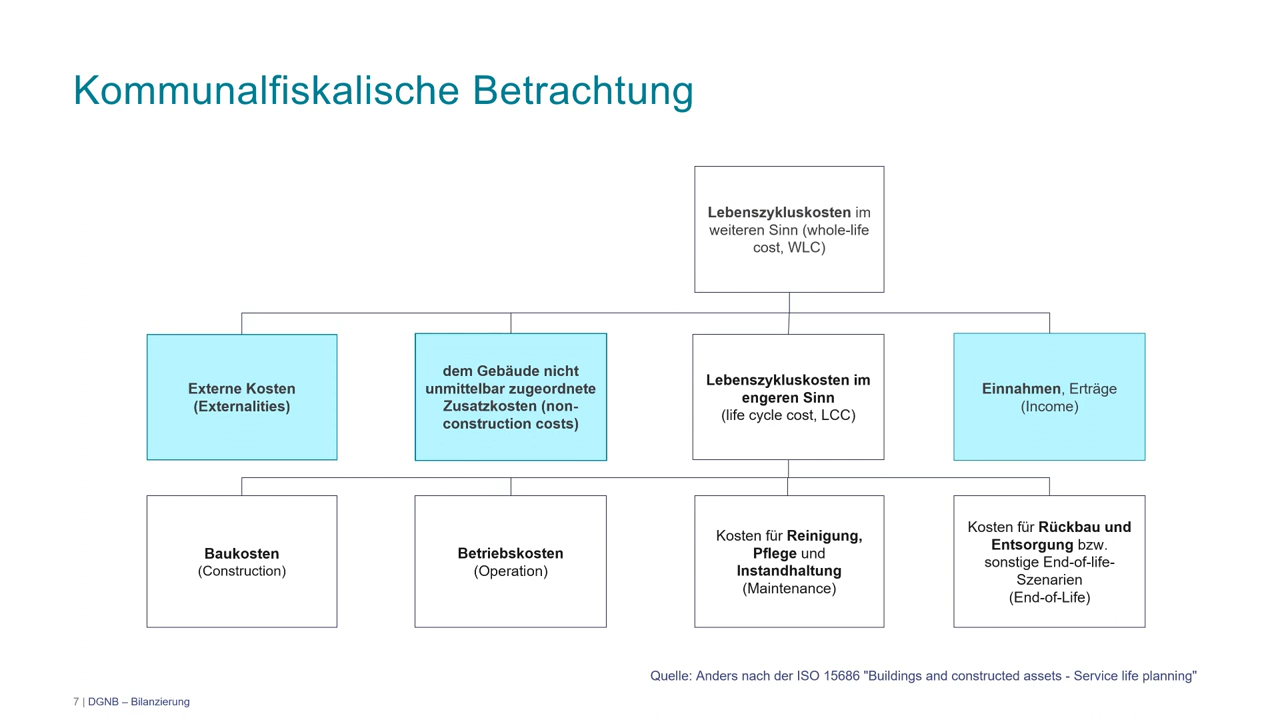 Kommunalfiskalische Betrachtung
Lebenszykluskosten im
weiteren Sinn (whole-life
cost, WLC)
Externe Kosten
(Externalities)
dem Gebäude nicht
unmittelbar zugeordnete
Zusatzkosten (non-
construction costs)
Lebenszykluskosten im
engeren Sinn
(life cycle cost, LCC)
Einnahmen, Erträge
(Income)
Baukosten
(Construction)
Betriebskosten
(Operation)
Kosten für Reinigung,
Pflege und
Instandhaltung
(Maintenance)
Kosten für Rückbau und
Entsorgung bzw.
sonstige End-of-life-
Szenarien
(End-of-Life)
Quelle: Anders nach der ISO 15686 "Buildings and constructed assets - Service life planning"
7 | DGNB – Bilanzierung